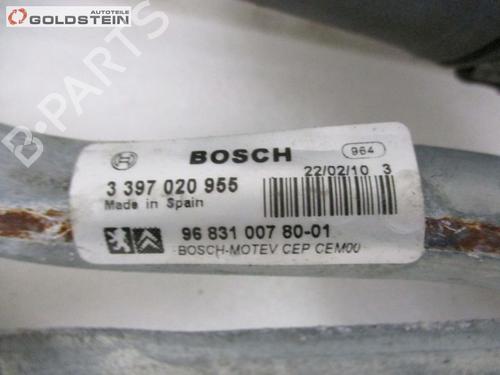 AUTOTEILE
GOLDSTEIN
B-PARTS
BOSCH
964
3 397 020 955
22/02/10 3
Made in Spain
96 831 007 80-01
BOSCH-MOTEV CEP CEM00